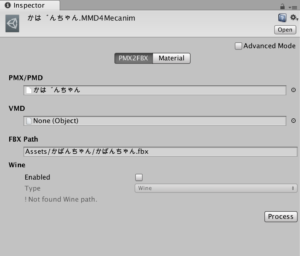 Inspector
かは゛んちゃん.MMD4Mecanim
Open
Advanced Mode
PMX2FBX Material
PMX/PMD
かは゛んちゃん
VMD
None (Object)
FBX Path
Assets/かばんちゃん/かばんちゃん.fbx
Wine
Enabled
Type Wine
! Not found Wine path.
Process